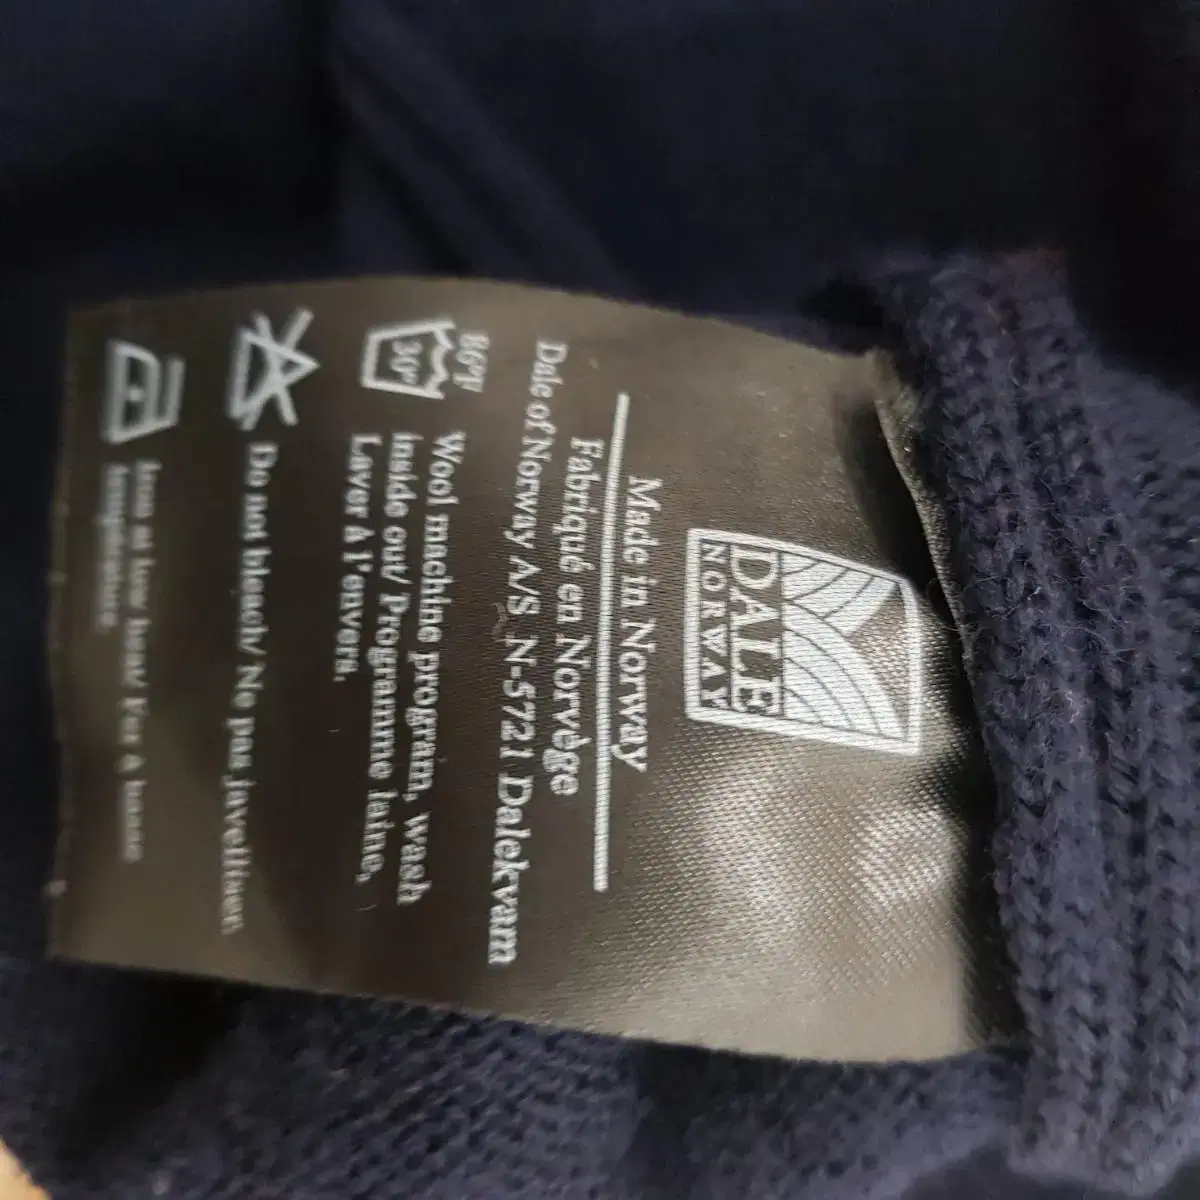 DALE
NORWAY
Made in Norway
Fabriqué en Norvège
Dale of Norway A/S N-5721 Dalekvam
86°F
30°
Wool machine program, wash
inside out/ Programme laine,
Laver à l'envers.
Do not bleach/ No pas javelliser
Iron at low heat/ Fer à basse
température